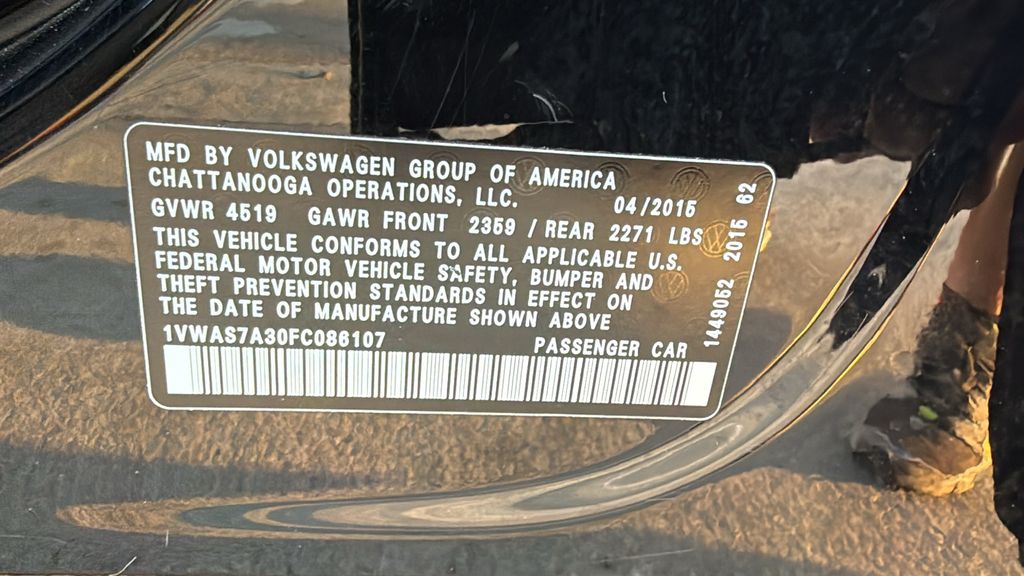 MFD BY VOLKSWAGEN GROUP OF AMERICA
CHATTANOOGA OPERATIONS, LLC.
04/2015
GVWR 4519 GAWR FRONT 2359 / REAR 2271 LBS
THIS VEHICLE CONFORMS TO ALL APPLICABLE U.S.
FEDERAL MOTOR VEHICLE SAFETY, BUMPER AND
THEFT PREVENTION STANDARDS IN EFFECT ON
THE DATE OF MANUFACTURE SHOWN ABOVE
1VWAS7A30FC086107 PASSENGER CAR
1449052 2015 62